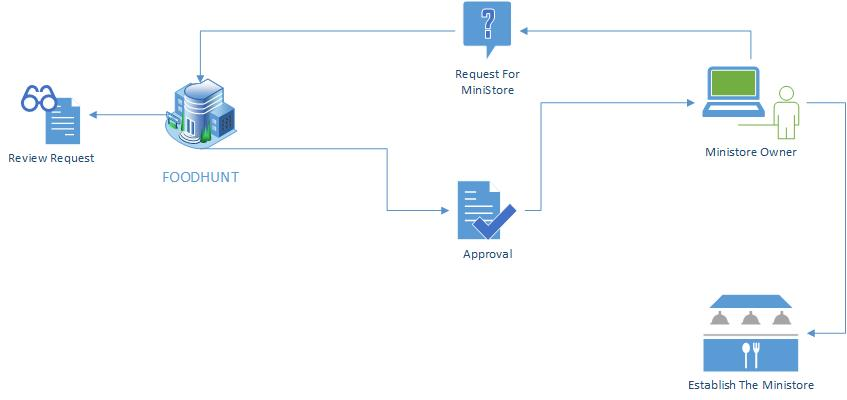 ?
Request For
MiniStore
Review Request
FOODHUNT
Ministore Owner
Approval
Establish The Ministore